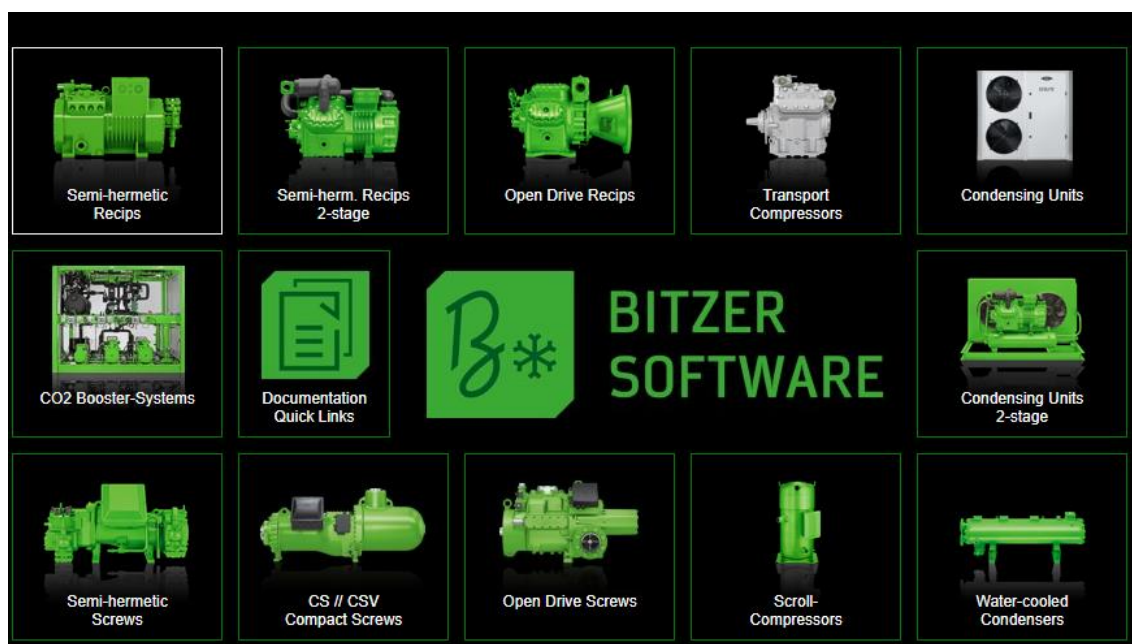 Semi-hermetic
Recips
Semi-herm. Recips
2-stage
Open Drive Recips
Transport
Compressors
Condensing Units
CO2 Booster-Systems
Documentation
Quick Links
BITZER
SOFTWARE
Condensing Units
2-stage
Semi-hermetic
Screws
CS // CSV
Compact Screws
Open Drive Screws
Scroll-
Compressors
Water-cooled
Condensers